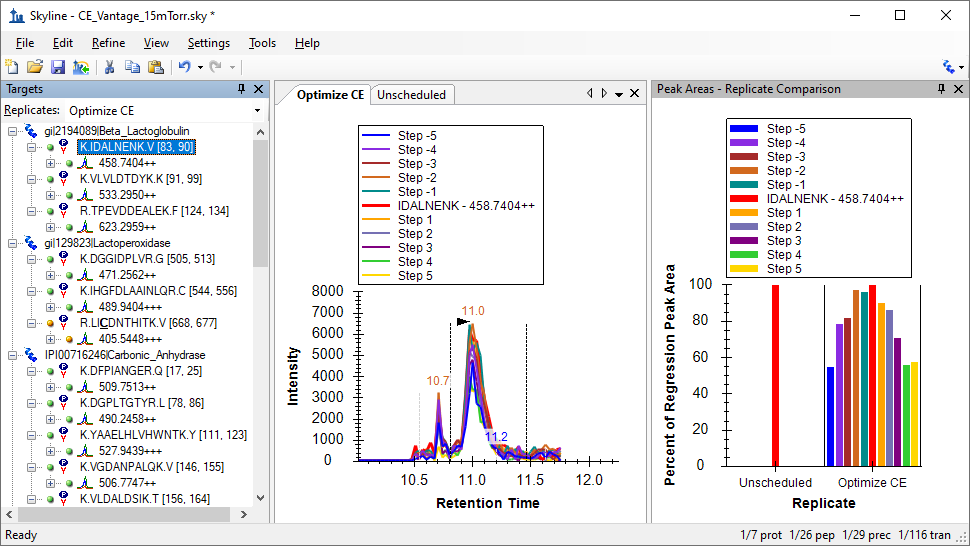 Skyline - CE_Vantage_15mTorr.sky *
File Edit Refine View Settings Tools Help
Targets
Replicates: Optimize CE
gi|2194089|Beta_Lactoglobulin
K.IDALNENK.V [83, 90]
458.7404++
K.VLVLDTDYK.K [91, 99]
533.2950++
R.TPEVDDEALEK.F [124, 134]
623.2959++
gi|129823|Lactoperoxidase
K.DGGIDPLVR.G [505, 513]
471.2562++
K.IHGFDLAAINLQR.C [544, 556]
489.9404+++
R.LICDNTHITK.V [668, 677]
405.5448+++
IPI00716246|Carbonic_Anhydrase
K.DFPIANGER.Q [17, 25]
509.7513++
K.DGPLTGTYR.L [78, 86]
490.2458++
K.YAAELHLVHWNTK.Y [111, 123]
527.9439+++
K.VGDANPALQK.V [146, 155]
506.7747++
K.VLDALDSIK.T [156, 164]
Optimize CE
Unscheduled
Step -5
Step -4
Step -3
Step -2
Step -1
IDALNENK - 458.7404++
Step 1
Step 2
Step 3
Step 4
Step 5
8000
7000
6000
5000
4000
3000
2000
1000
0
Intensity
11.0
10.7
11.2
10.5 11.0 11.5 12.0
Retention Time
Peak Areas - Replicate Comparison
Step -5
Step -4
Step -3
Step -2
Step -1
IDALNENK - 458.7404++
Step 1
Step 2
Step 3
Step 4
Step 5
100
80
60
40
20
0
Percent of Regression Peak Area
Unscheduled Optimize CE
Replicate
Ready
1/7 prot 1/26 pep 1/29 prec 1/116 tran